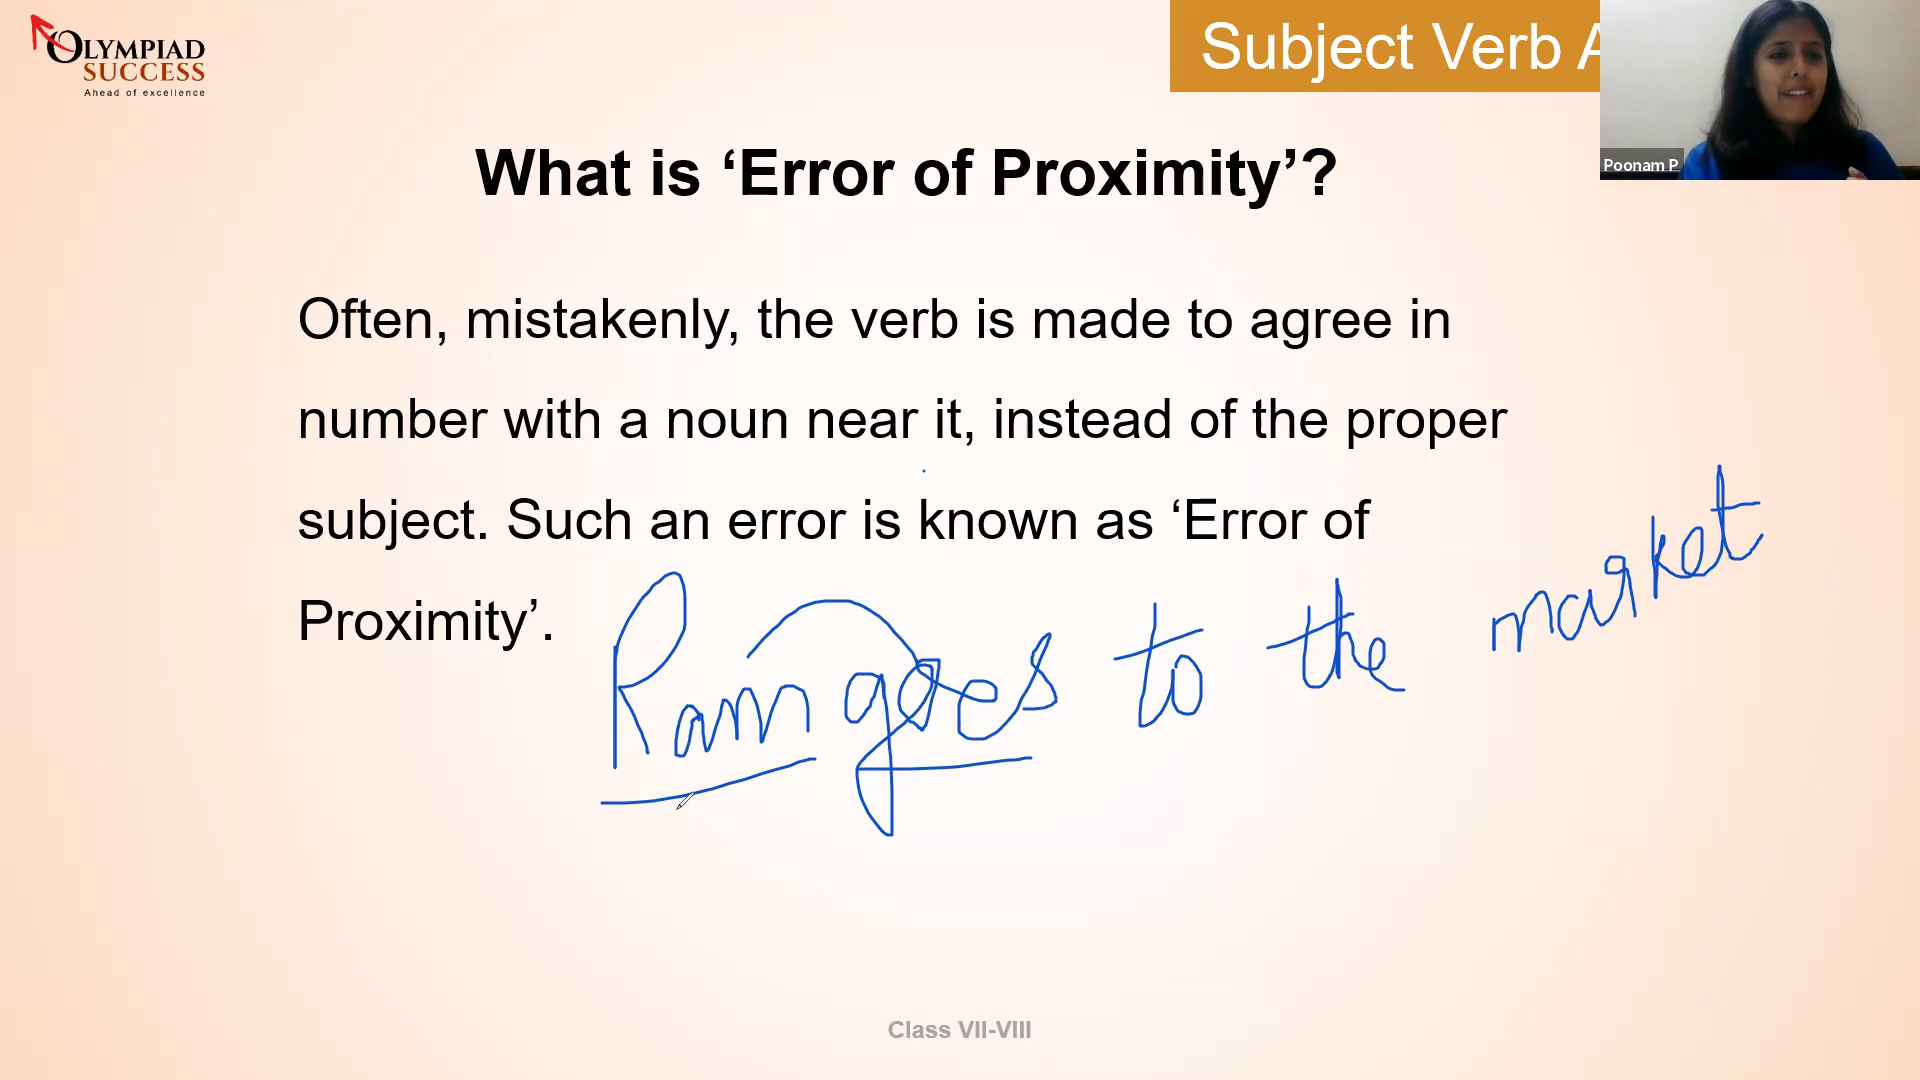 OLYMPIAD
SUCCESS
Ahead of excellence
Subject Verb A
Poonam P
What is ‘Error of Proximity’?
Often, mistakenly, the verb is made to agree in
number with a noun near it, instead of the proper
subject. Such an error is known as ‘Error of
Proximity’.
Ram goes to the market
Class VII-VIII